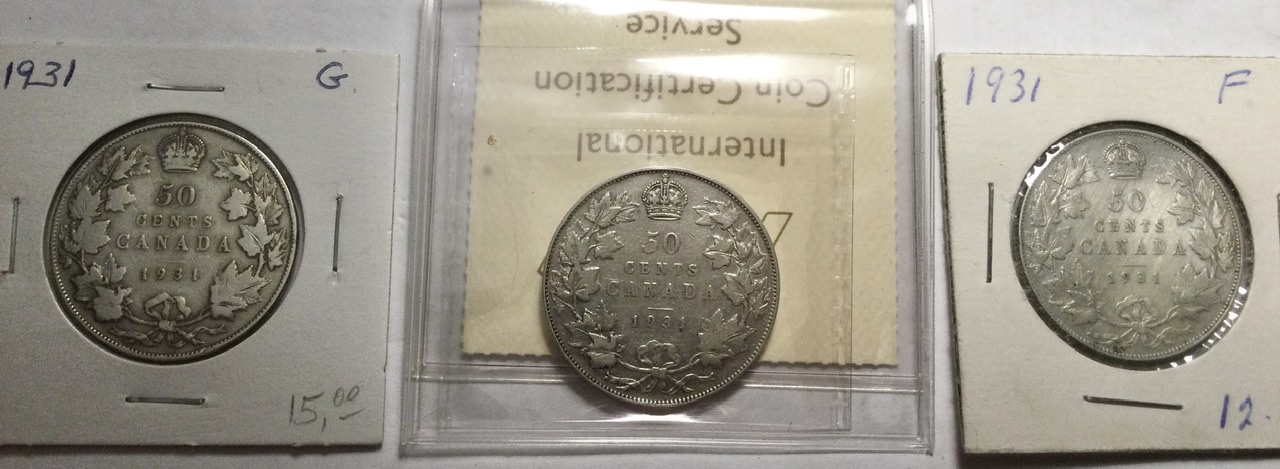 1931 G.
50
CENTS
CANADA
1931
15,00
International
Coin Certification
Service
50
CENTS
CANADA
1931
1931 F
50
CENTS
CANADA
1931
12.